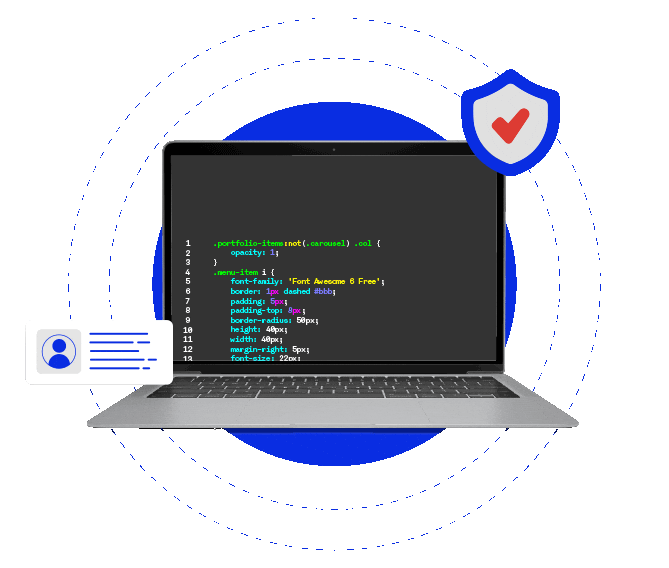 1 .portfolio-items:not(.carousel) .col {
2 opacity: 1;
3 }
4 .menu-item i {
5 font-family: 'Font Awesome 6 Free';
6 border: 1px dashed #bbb;
7 padding: 5px;
8 padding-top: 8px;
9 border-radius: 50px;
10 height: 40px;
11 width: 40px;
12 margin-right: 5px;
13 font-size: 22px;